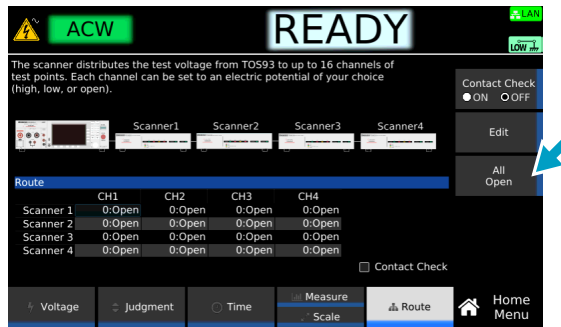 ACW
READY
LAN
LOW
The scanner distributes the test voltage from TOS93 to up to 16 channels of
test points. Each channel can be set to an electric potential of your choice
(high, low, or open).
Contact Check
ON OFF
Edit
All
Open
Scanner1 Scanner2 Scanner3 Scanner4
Route
CH1 CH2 CH3 CH4
Scanner 1 0:Open 0:Open 0:Open 0:Open
Scanner 2 0:Open 0:Open 0:Open 0:Open
Scanner 3 0:Open 0:Open 0:Open 0:Open
Scanner 4 0:Open 0:Open 0:Open 0:Open
Contact Check
Voltage
Judgment
Time
Measure
Scale
Route
Home
Menu